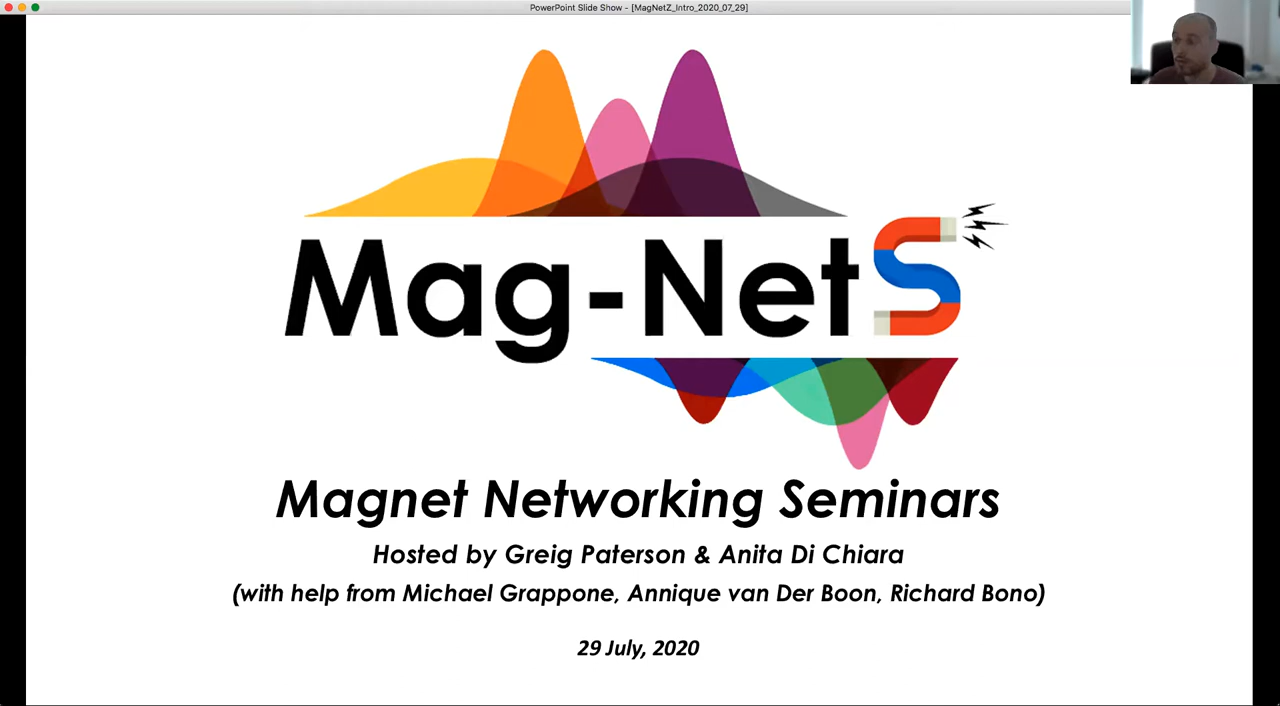 PowerPoint Slide Show - [MagNetZ_Intro_2020_07_29]
Mag-NetS
Magnet Networking Seminars
Hosted by Greig Paterson & Anita Di Chiara
(with help from Michael Grappone, Annique van Der Boon, Richard Bono)
29 July, 2020